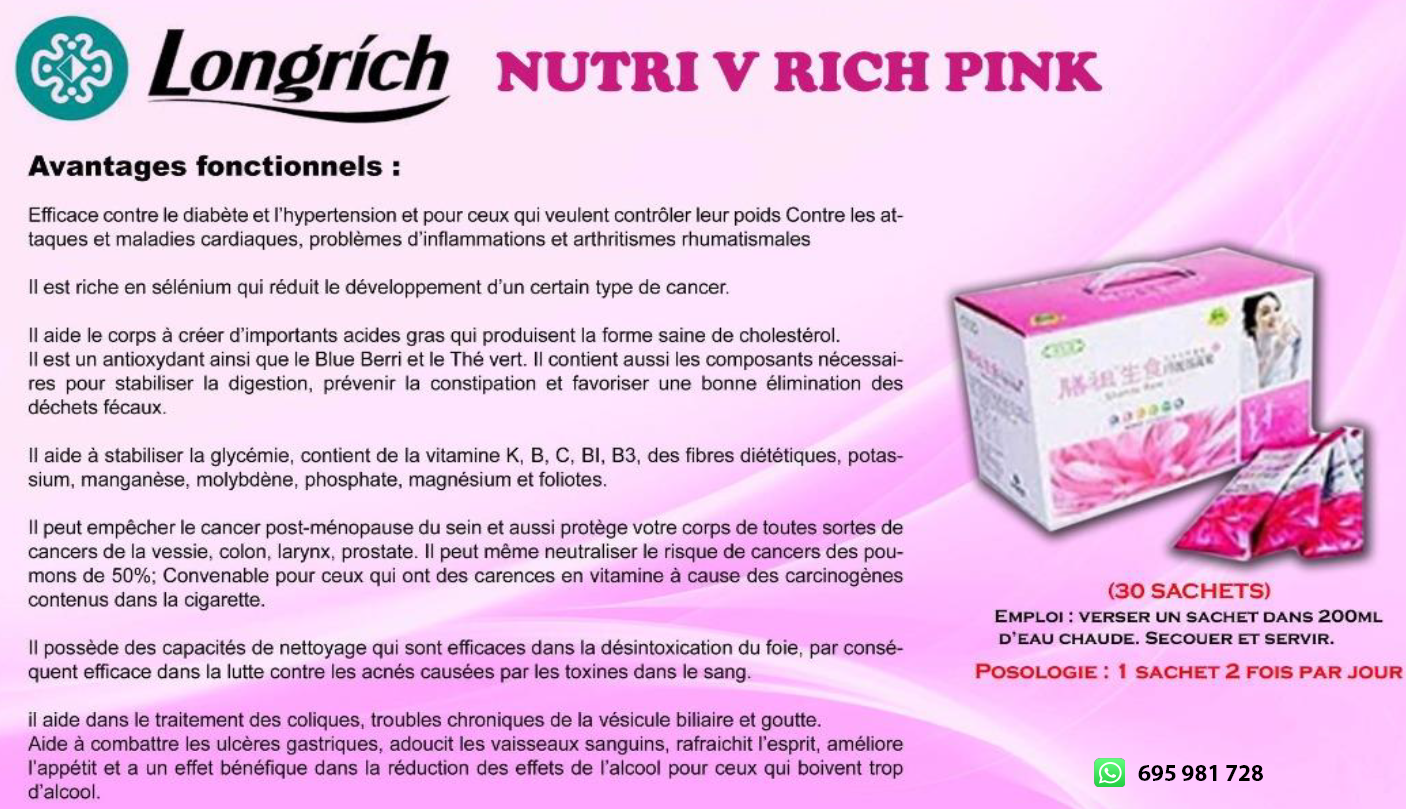 Longrích
NUTRI V RICH PINK
Avantages fonctionnels :
Efficace contre le diabète et l'hypertension et pour ceux qui veulent contrôler leur poids Contre les at-
taques et maladies cardiaques, problèmes d'inflammations et arthritismes rhumatismales
Il est riche en sélénium qui réduit le développement d'un certain type de cancer.
Il aide le corps à créer d'importants acides gras qui produisent la forme saine de cholestérol.
Il est un antioxydant ainsi que le Blue Berri et le Thé vert. Il contient aussi les composants nécessai-
res pour stabiliser la digestion, prévenir la constipation et favoriser une bonne élimination des
déchets fécaux.
Il aide à stabiliser la glycémie, contient de la vitamine K, B, C, BI, B3, des fibres diététiques, potas-
sium, manganèse, molybdène, phosphate, magnésium et foliotes.
Il peut empêcher le cancer post-ménopause du sein et aussi protège votre corps de toutes sortes de
cancers de la vessie, colon, larynx, prostate. Il peut même neutraliser le risque de cancers des pou-
mons de 50%; Convenable pour ceux qui ont des carences en vitamine à cause des carcinogènes
contenus dans la cigarette.
Il possède des capacités de nettoyage qui sont efficaces dans la désintoxication du foie, par consé-
quent efficace dans la lutte contre les acnés causées par les toxines dans le sang.
il aide dans le traitement des coliques, troubles chroniques de la vésicule biliaire et goutte.
Aide à combattre les ulcères gastriques, adoucit les vaisseaux sanguins, rafraichit l'esprit, améliore
l'appétit et a un effet bénéfique dans la réduction des effets de l'alcool pour ceux qui boivent trop
d'alcool.
膳祖生食
(30 SACHETS)
EMPLOI : VERSER UN SACHET DANS 200ML
D'EAU CHAUDE. SECOUER ET SERVIR.
POSOLOGIE : 1 SACHET 2 FOIS PAR JOUR
695 981 728